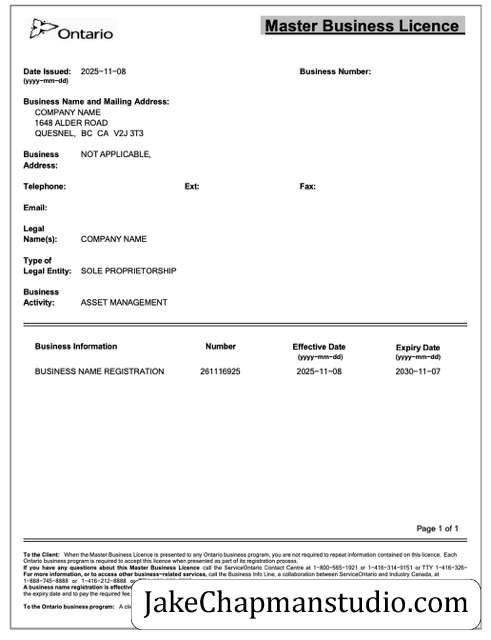 Ontario
Master Business Licence
Date Issued: 2025-11-08
(yyyy-mm-dd)
Business Number:
Business Name and Mailing Address:
COMPANY NAME
1648 ALDER ROAD
QUESNEL, BC CA V2J 3T3
Business Address: NOT APPLICABLE,
Telephone: Ext: Fax:
Email:
Legal Name(s): COMPANY NAME
Type of Legal Entity: SOLE PROPRIETORSHIP
Business Activity: ASSET MANAGEMENT
Business Information Number Effective Date Expiry Date
(yyyy-mm-dd) (yyyy-mm-dd)
BUSINESS NAME REGISTRATION 261116925 2025-11-08 2030-11-07
Page 1 of 1
To the Client: When the Master Business Licence is presented to any Ontario business program, you are not required to repeat information contained on this licence. Each
Ontario business program is required to accept this licence when presented as part of its registration process.
If you have any questions about this Master Business Licence call the ServiceOntario Contact Centre at 1-800-565-1921 or 1-416-314-9151 or TTY 1-416-326-
For more information, or to access other business-related services, call the Business Info Line, a collaboration between ServiceOntario and Industry Canada, at
1-888-745-8888 or 1-416-212-8888 or
A business name registration is effective
the expiry date and to pay the required fee.
To the Ontario business program: A
JakeChapmanstudio.com